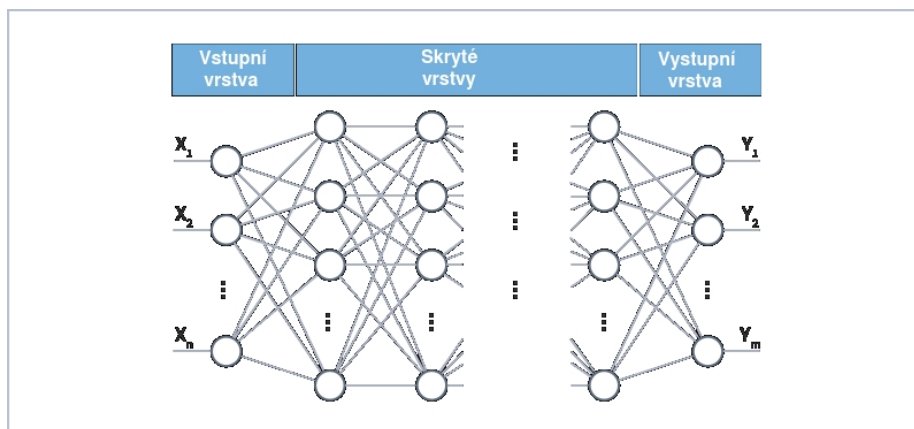 Vstupní
vrstva
Skryté
vrstvy
Vystupní
vrstva
X1
Y1
X2
Y2
Xn
Ym